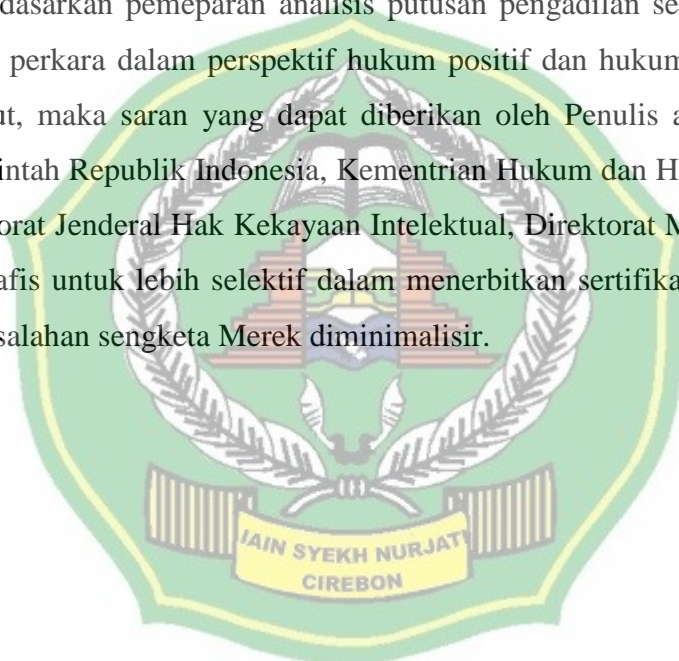 dasarkan pemeparan analisis putusan pengadilan se
perkara dalam perspektif hukum positif dan hukum
ut, maka saran yang dapat diberikan oleh Penulis a
intah Republik Indonesia, Kementrian Hukum dan H
orat Jenderal Hak Kekayaan Intelektual, Direktorat M
afis untuk lebih selektif dalam menerbitkan sertifika
salahan sengketa Merek diminimalisir.
IAIN SYEKH NURJATI
CIREBON